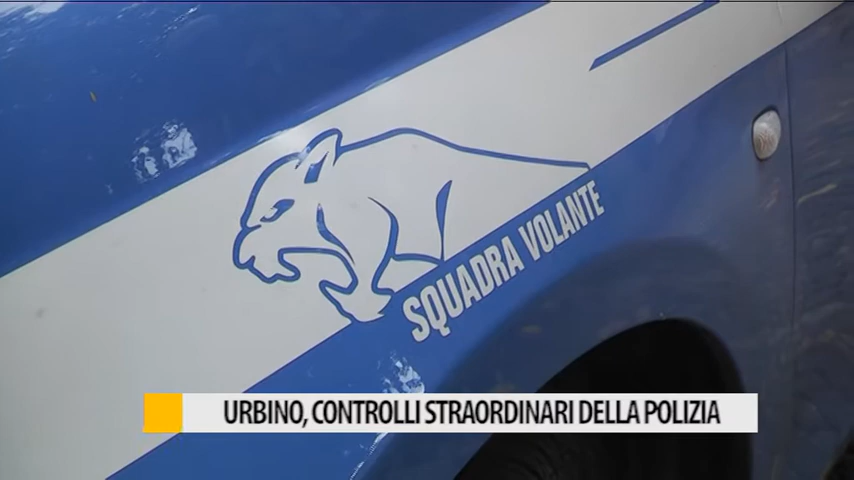 SQUADRA VOLANTE
URBINO, CONTROLLI STRAORDINARI DELLA POLIZIA